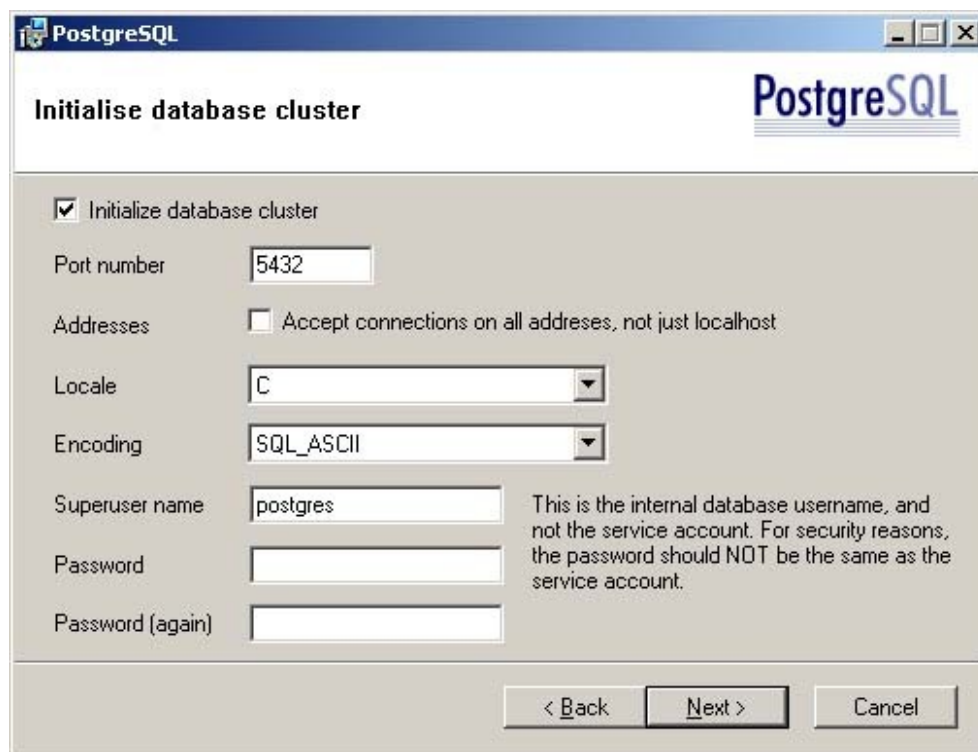 PostgreSQL
Initialise database cluster
PostgreSQL
Initialize database cluster
Port number
5432
Addresses
Accept connections on all addreses, not just localhost
Locale
C
Encoding
SQL_ASCII
Superuser name
postgres
This is the internal database username, and
not the service account. For security reasons,
the password should NOT be the same as the
service account.
Password
Password (again)
< Back
Next >
Cancel